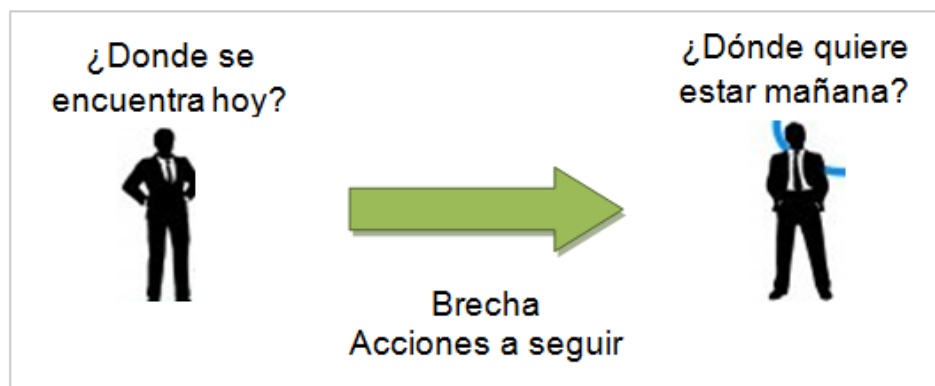 ¿Donde se
encuentra hoy?
¿Dónde quiere
estar mañana?
Brecha
Acciones a seguir